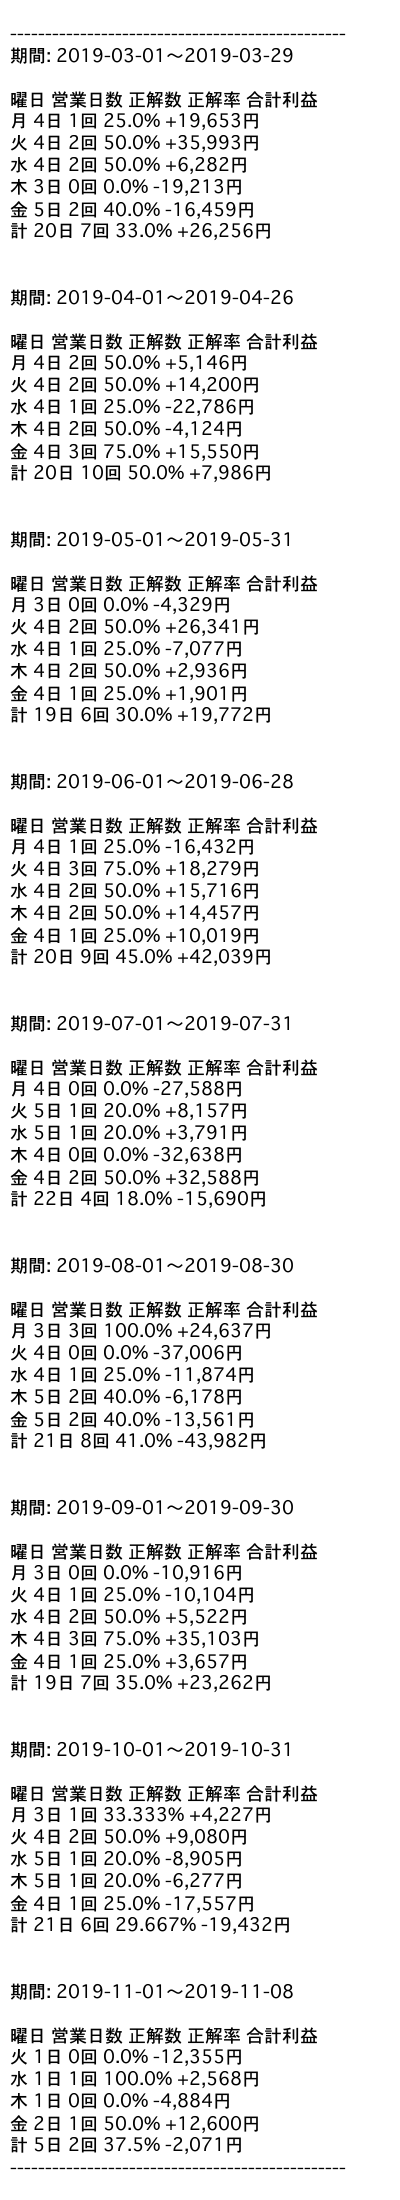 ------------------------------------------------
期間: 2019-03-01〜2019-03-29
曜日 営業日数 正解数 正解率 合計利益
月 4日 1回 25.0% +19,653円
火 4日 2回 50.0% +35,993円
水 4日 2回 50.0% +6,282円
木 3日 0回 0.0% -19,213円
金 5日 2回 40.0% -16,459円
計 20日 7回 33.0% +26,256円
期間: 2019-04-01〜2019-04-26
曜日 営業日数 正解数 正解率 合計利益
月 4日 2回 50.0% +5,146円
火 4日 2回 50.0% +14,200円
水 4日 1回 25.0% -22,786円
木 4日 2回 50.0% -4,124円
金 4日 3回 75.0% +15,550円
計 20日 10回 50.0% +7,986円
期間: 2019-05-01〜2019-05-31
曜日 営業日数 正解数 正解率 合計利益
月 3日 0回 0.0% -4,329円
火 4日 2回 50.0% +26,341円
水 4日 1回 25.0% -7,077円
木 4日 2回 50.0% +2,936円
金 4日 1回 25.0% +1,901円
計 19日 6回 30.0% +19,772円
期間: 2019-06-01〜2019-06-28
曜日 営業日数 正解数 正解率 合計利益
月 4日 1回 25.0% -16,432円
火 4日 3回 75.0% +18,279円
水 4日 2回 50.0% +15,716円
木 4日 2回 50.0% +14,457円
金 4日 1回 25.0% +10,019円
計 20日 9回 45.0% +42,039円
期間: 2019-07-01〜2019-07-31
曜日 営業日数 正解数 正解率 合計利益
月 4日 0回 0.0% -27,588円
火 5日 1回 20.0% +8,157円
水 5日 1回 20.0% +3,791円
木 4日 0回 0.0% -32,638円
金 4日 2回 50.0% +32,588円
計 22日 4回 18.0% -15,690円
期間: 2019-08-01〜2019-08-30
曜日 営業日数 正解数 正解率 合計利益
月 3日 3回 100.0% +24,637円
火 4日 0回 0.0% -37,006円
水 4日 1回 25.0% -11,874円
木 5日 2回 40.0% -6,178円
金 5日 2回 40.0% -13,561円
計 21日 8回 41.0% -43,982円
期間: 2019-09-01〜2019-09-30
曜日 営業日数 正解数 正解率 合計利益
月 3日 0回 0.0% -10,916円
火 4日 1回 25.0% -10,104円
水 4日 2回 50.0% +5,522円
木 4日 3回 75.0% +35,103円
金 4日 1回 25.0% +3,657円
計 19日 7回 35.0% +23,262円
期間: 2019-10-01〜2019-10-31
曜日 営業日数 正解数 正解率 合計利益
月 3日 1回 33.333% +4,227円
火 4日 2回 50.0% +9,080円
水 5日 1回 20.0% -8,905円
木 5日 1回 20.0% -6,277円
金 4日 1回 25.0% -17,557円
計 21日 6回 29.667% -19,432円
期間: 2019-11-01〜2019-11-08
曜日 営業日数 正解数 正解率 合計利益
火 1日 0回 0.0% -12,355円
水 1日 1回 100.0% +2,568円
木 1日 0回 0.0% -4,884円
金 2日 1回 50.0% +12,600円
計 5日 2回 37.5% -2,071円
------------------------------------------------